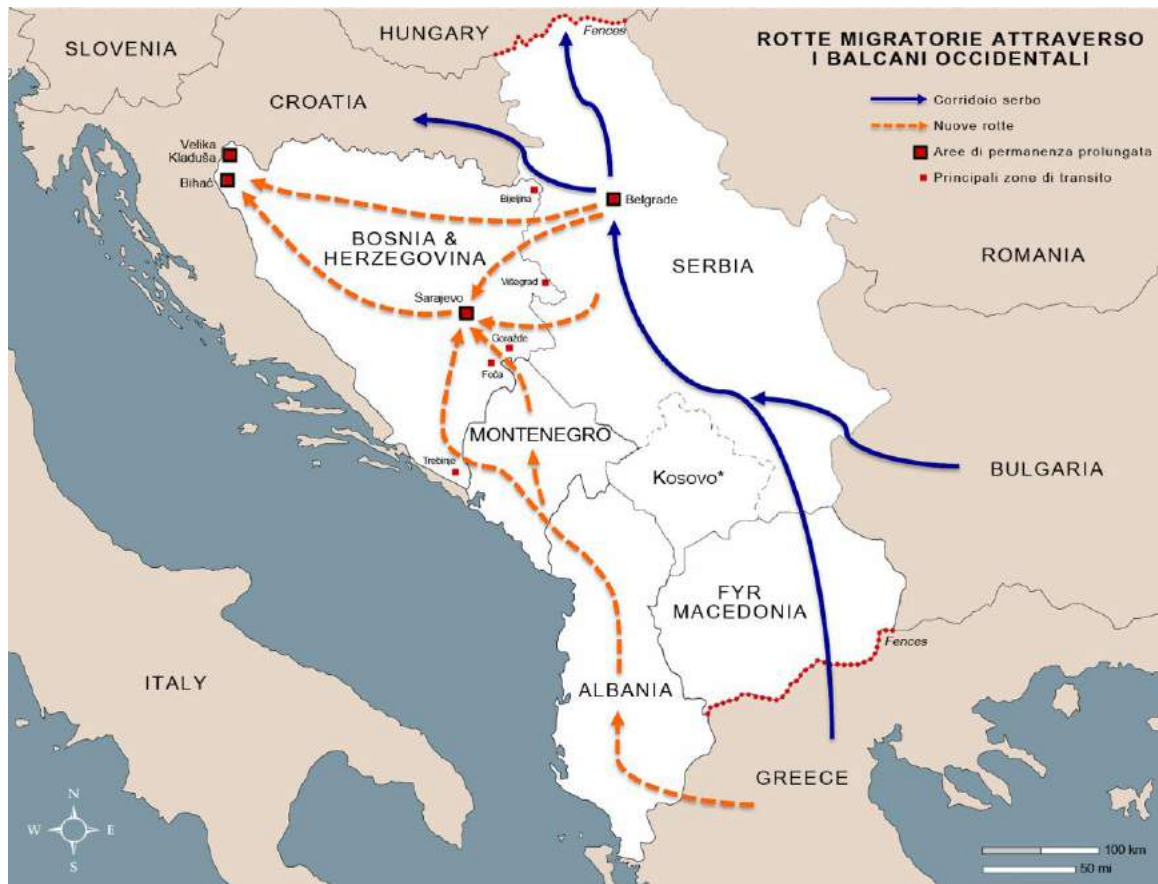 SLOVENIA
HUNGARY
Fences
ROTTE MIGRATORIE ATTRAVERSO
I BALCANI OCCIDENTALI
Corridoio serbo
Nuove rotte
Aree di permanenza prolungata
Principali zone di transito
CROATIA
Velika
Kladuša
Bihać
Bijeljina
Belgrade
BOSNIA &
HERZEGOVINA
SERBIA
ROMANIA
Višegrad
Sarajevo
Goražde
Foča
MONTENEGRO
Trebinje
Kosovo*
BULGARIA
FYR
MACEDONIA
Fences
ITALY
ALBANIA
GREECE
N
W
E
S
100 km
50 mi